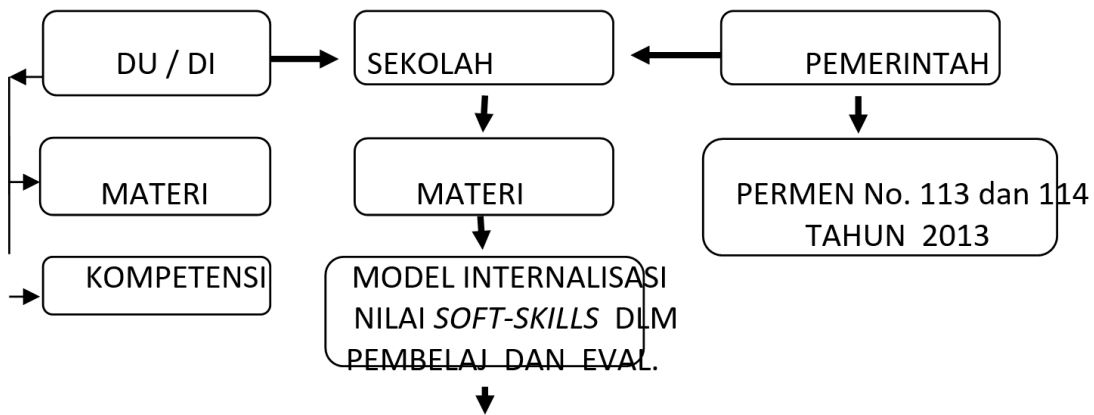 DU / DI
SEKOLAH
PEMERINTAH
MATERI
MATERI
PERMEN No. 113 dan 114
TAHUN 2013
KOMPETENSI
MODEL INTERNALISASI
NILAI SOFT-SKILLS DLM
PEMBELAJ DAN EVAL.